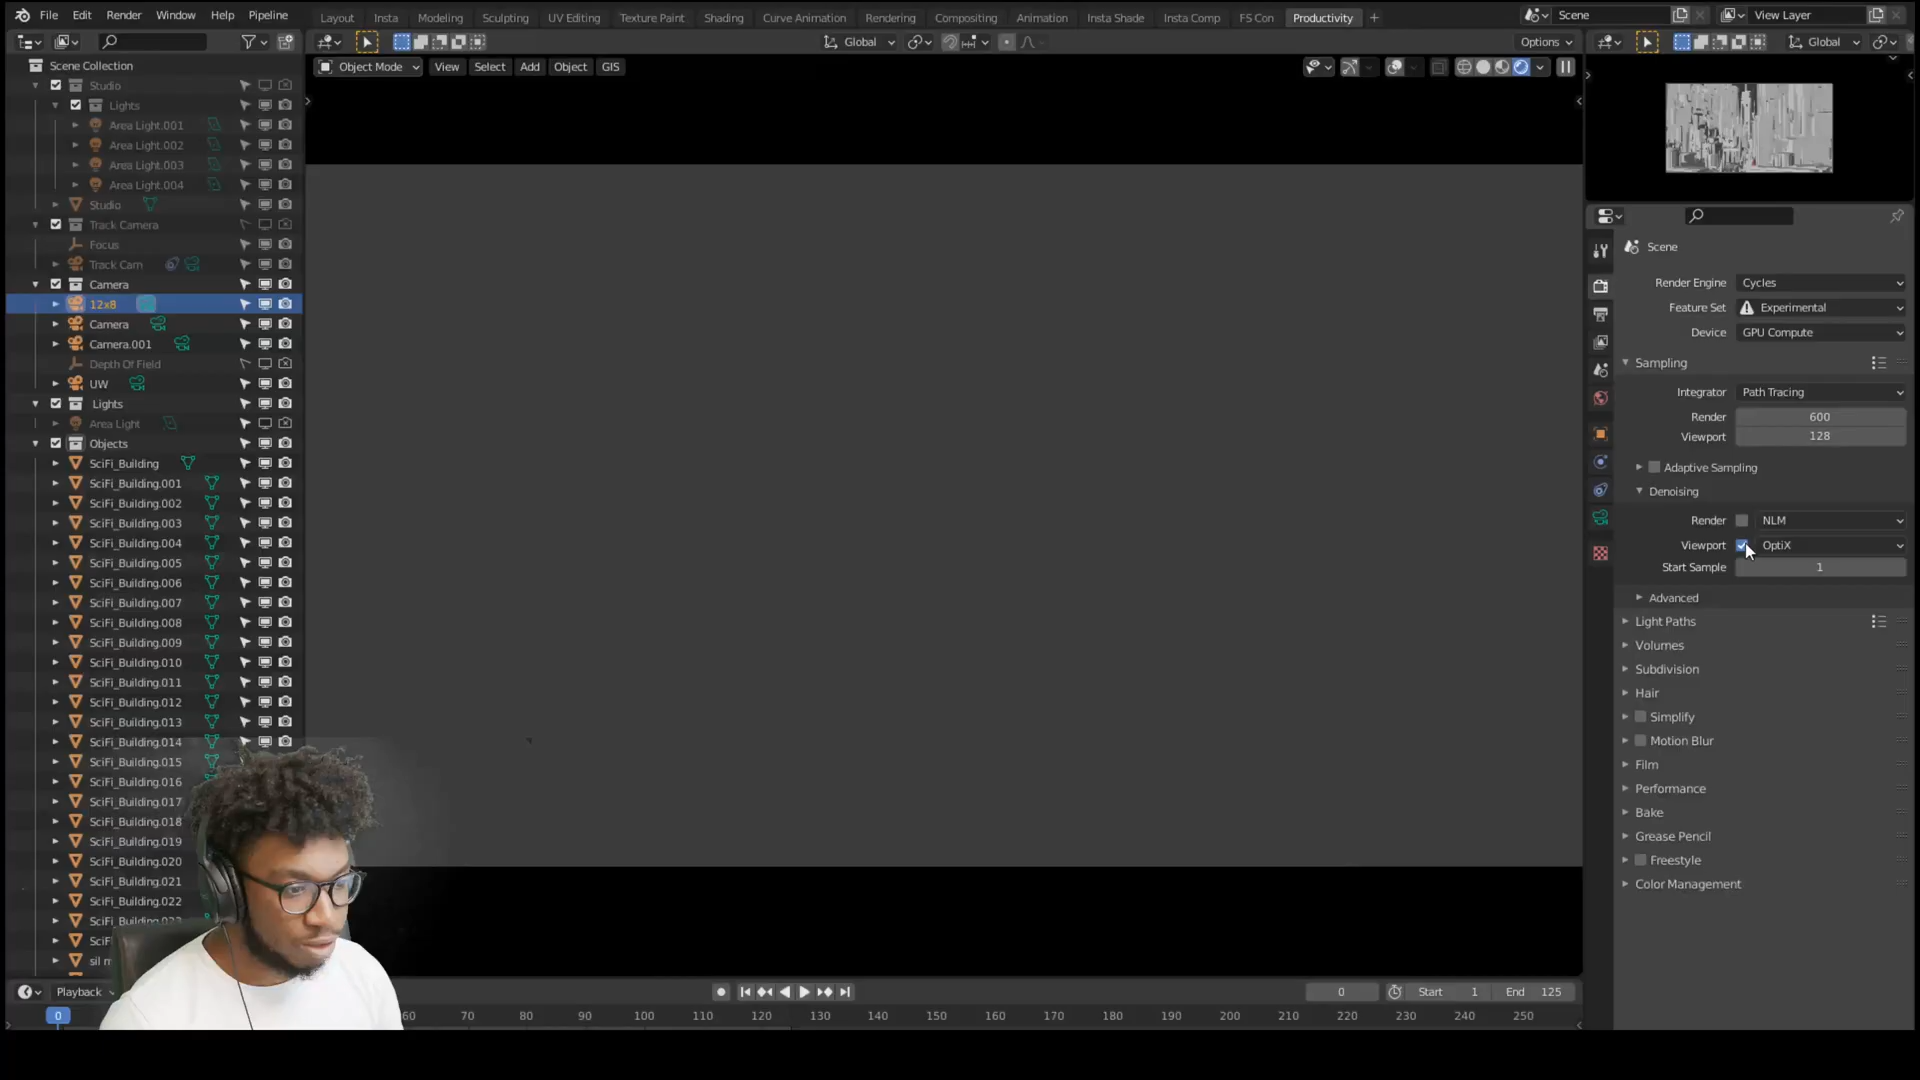 File Edit Render Window Help Pipeline
Layout Insta Modeling Sculpting UV Editing Texture Paint Shading Curve Animation Rendering Compositing Animation Insta Shade Insta Comp FS Con Productivity +
Scene View Layer
Global Options Global
Object Mode View Select Add Object GIS
Scene Collection
Studio
Lights
Area Light.001
Area Light.002
Area Light.003
Area Light.004
Studio
Track Camera
Focus
Track Cam
Camera
12x8
Camera
Camera.001
Depth Of Field
UW
Lights
Area Light
Objects
SciFi_Building
SciFi_Building.001
SciFi_Building.002
SciFi_Building.003
SciFi_Building.004
SciFi_Building.005
SciFi_Building.006
SciFi_Building.007
SciFi_Building.008
SciFi_Building.009
SciFi_Building.010
SciFi_Building.011
SciFi_Building.012
SciFi_Building.013
SciFi_Building.014
SciFi_Building.015
SciFi_Building.016
SciFi_Building.017
SciFi_Building.018
SciFi_Building.019
SciFi_Building.020
SciFi_Building.021
SciFi_Building.022
SciFi_Building.023
Scene
Render Engine Cycles
Feature Set Experimental
Device GPU Compute
Sampling
Integrator Path Tracing
Render 600
Viewport 128
Adaptive Sampling
Denoising
Render NLM
Viewport OptiX
Start Sample 1
Advanced
Light Paths
Volumes
Subdivision
Hair
Simplify
Motion Blur
Film
Performance
Bake
Grease Pencil
Freestyle
Color Management
Playback 0 Start 1 End 125
0 60 70 80 90 100 110 120 130 140 150 160 170 180 190 200 210 220 230 240 250